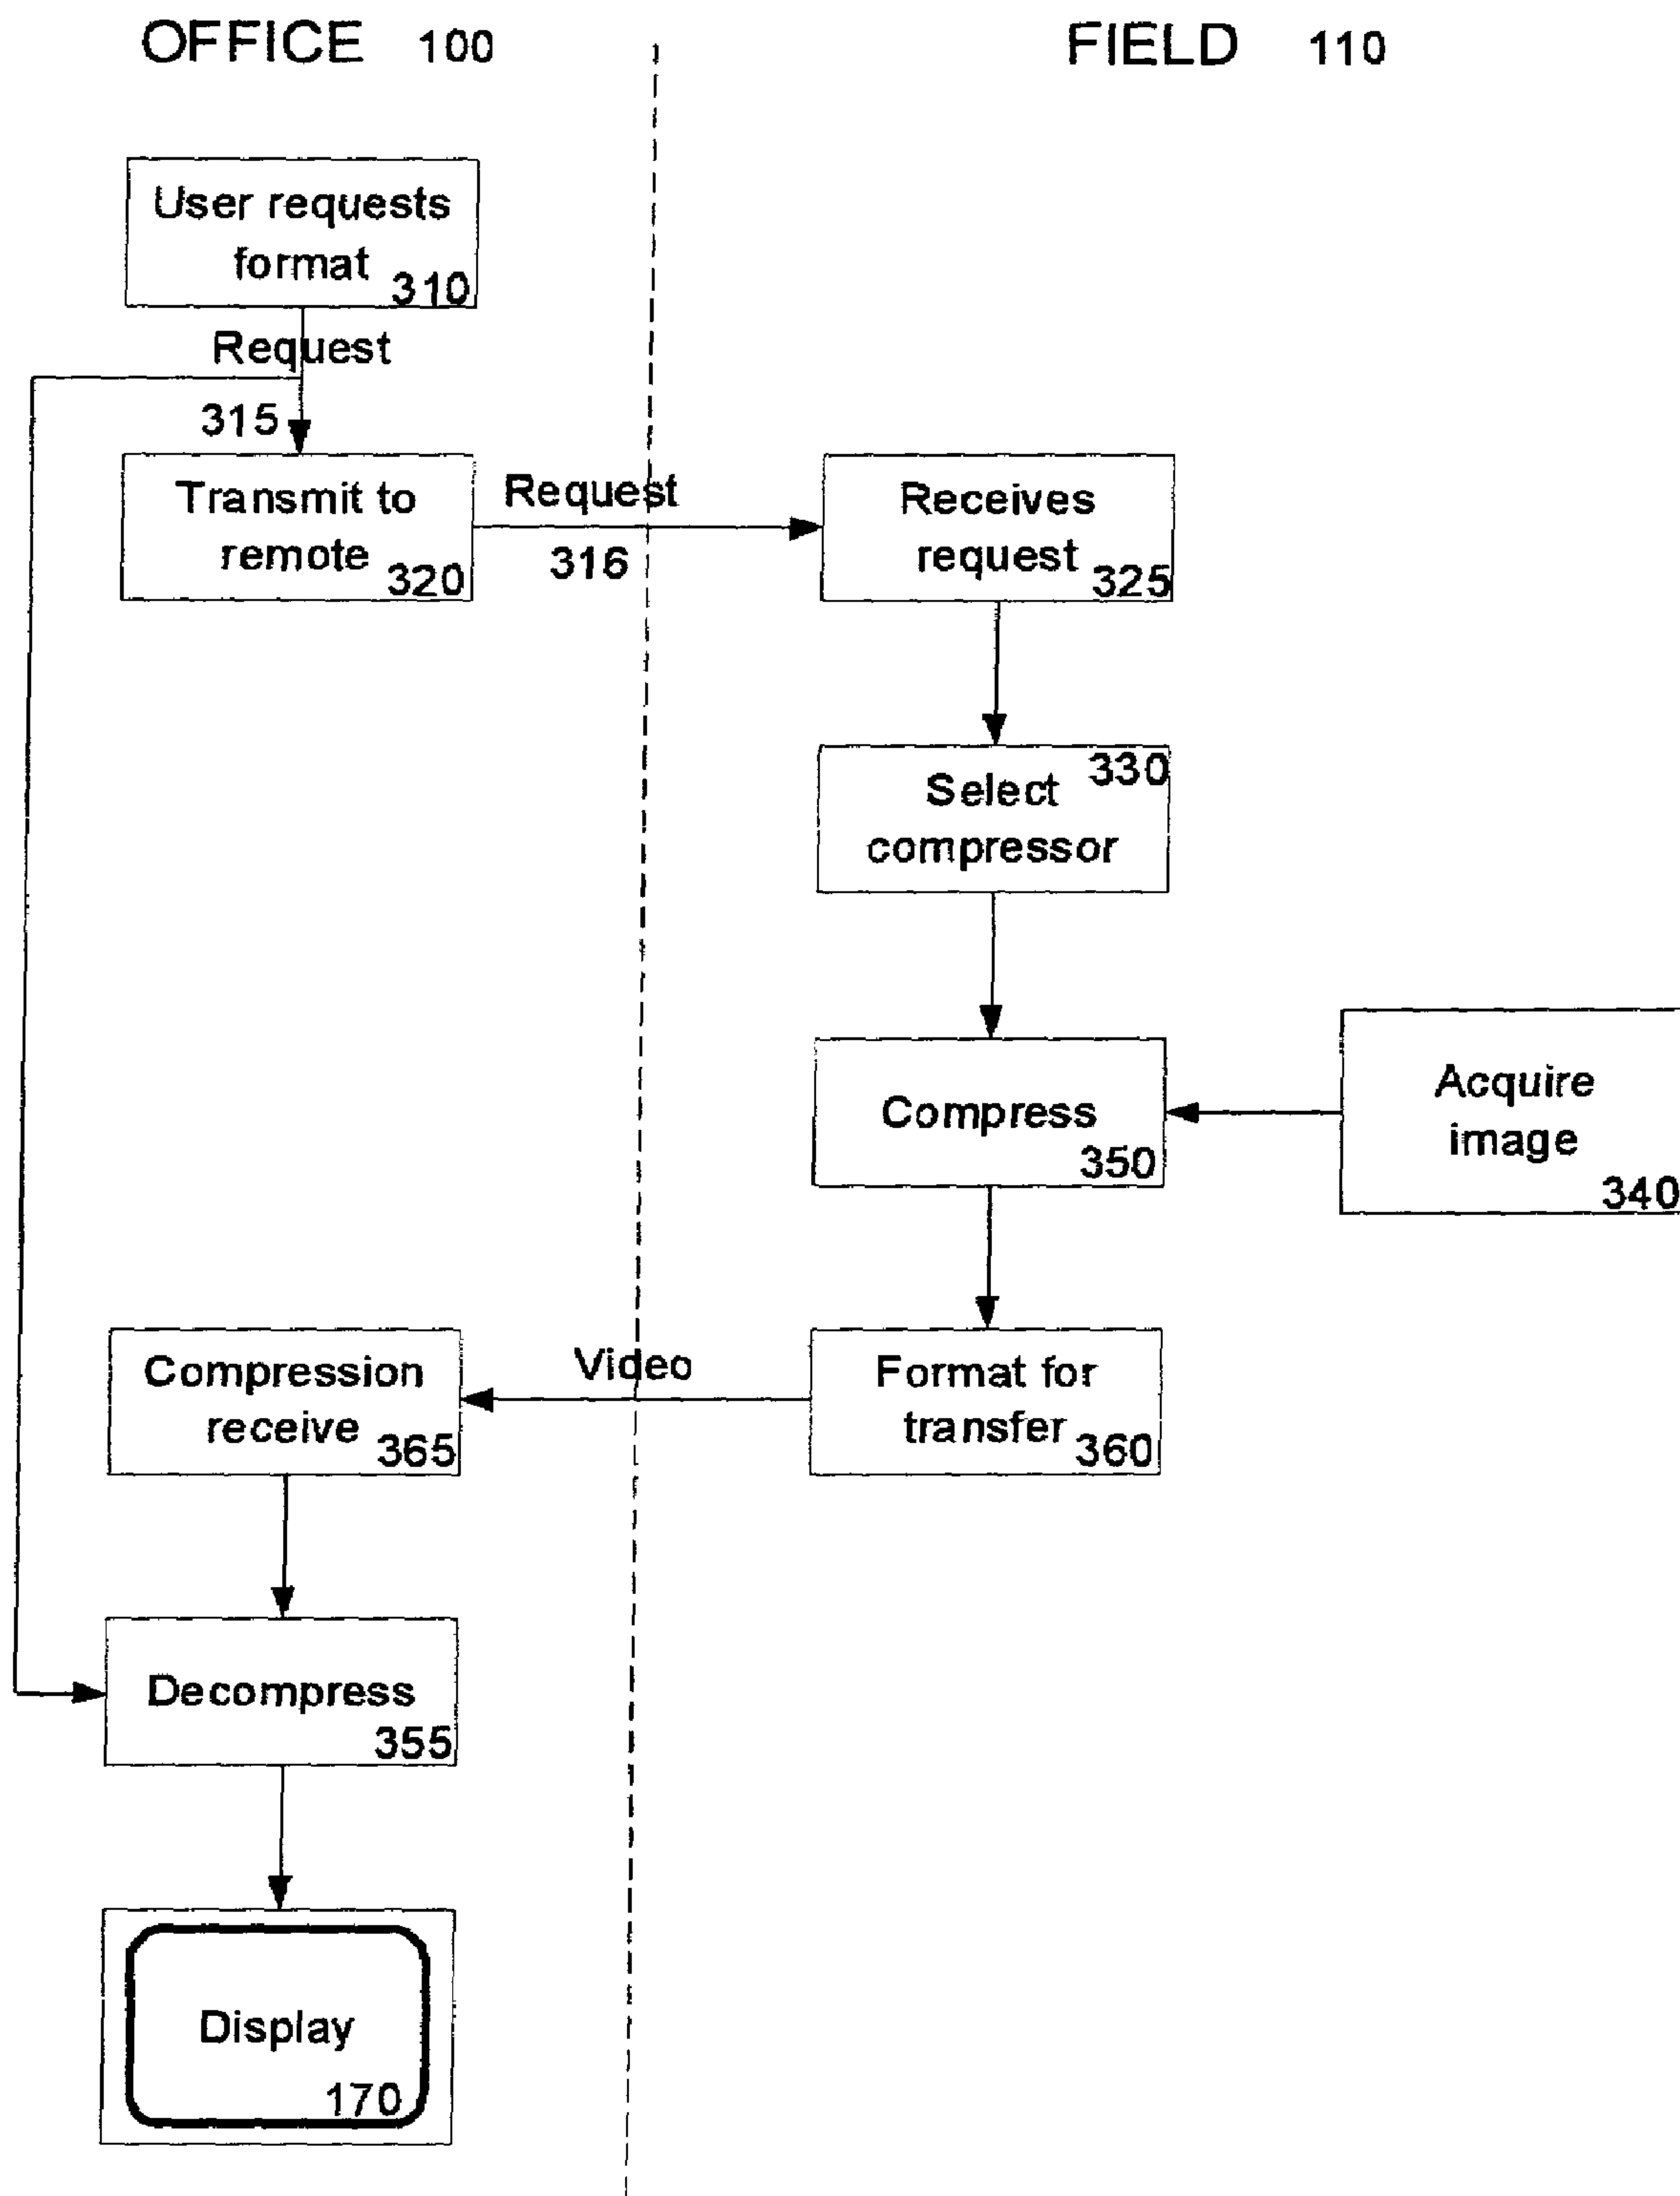 OFFICE 100
FIELD 110
User requests
format 310
Request
315
Transmit to
remote 320
Request
316
Receives
request 325
330
Select
compressor
Compress
350
Acquire
image
340
Format for
transfer 360
Video
Compression
receive 365
Decompress
355
Display
170